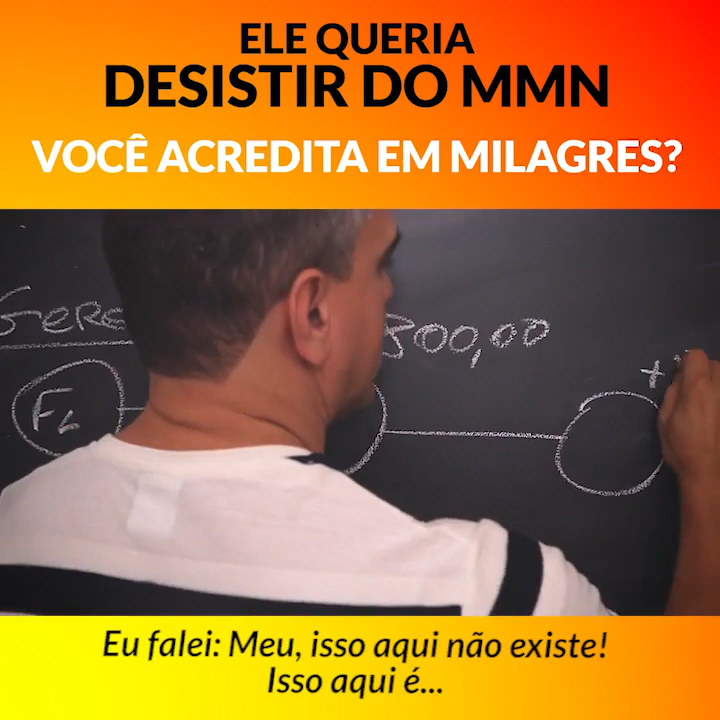 ELE QUERIA
DESISTIR DO MMN
VOCÊ ACREDITA EM MILAGRES?
300,00
FL
Eu falei: Meu, isso aqui não existe!
Isso aqui é...